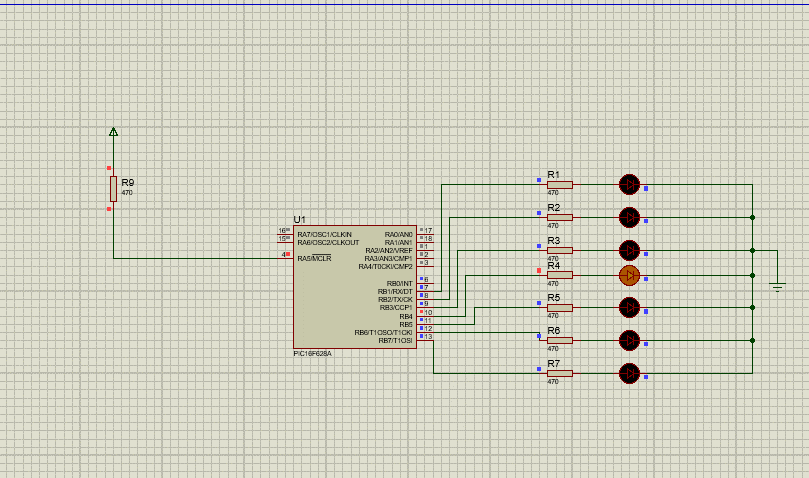 R9
470
U1
16 RA7/OSC1/CLKIN
15 RA6/OSC2/CLKOUT
4 RA5/MCLR
RA0/AN0 17
RA1/AN1 18
RA2/AN2/VREF 1
RA3/AN3/CMP1 2
RA4/T0CKI/CMP2 3
RB0/INT 6
RB1/RX/DT 7
RB2/TX/CK 8
RB3/CCP1 9
RB4 10
RB5 11
RB6/T1OSO/T1CKI 12
RB7/T1OSI 13
PIC16F628A
R1
470
R2
470
R3
470
R4
470
R5
470
R6
470
R7
470